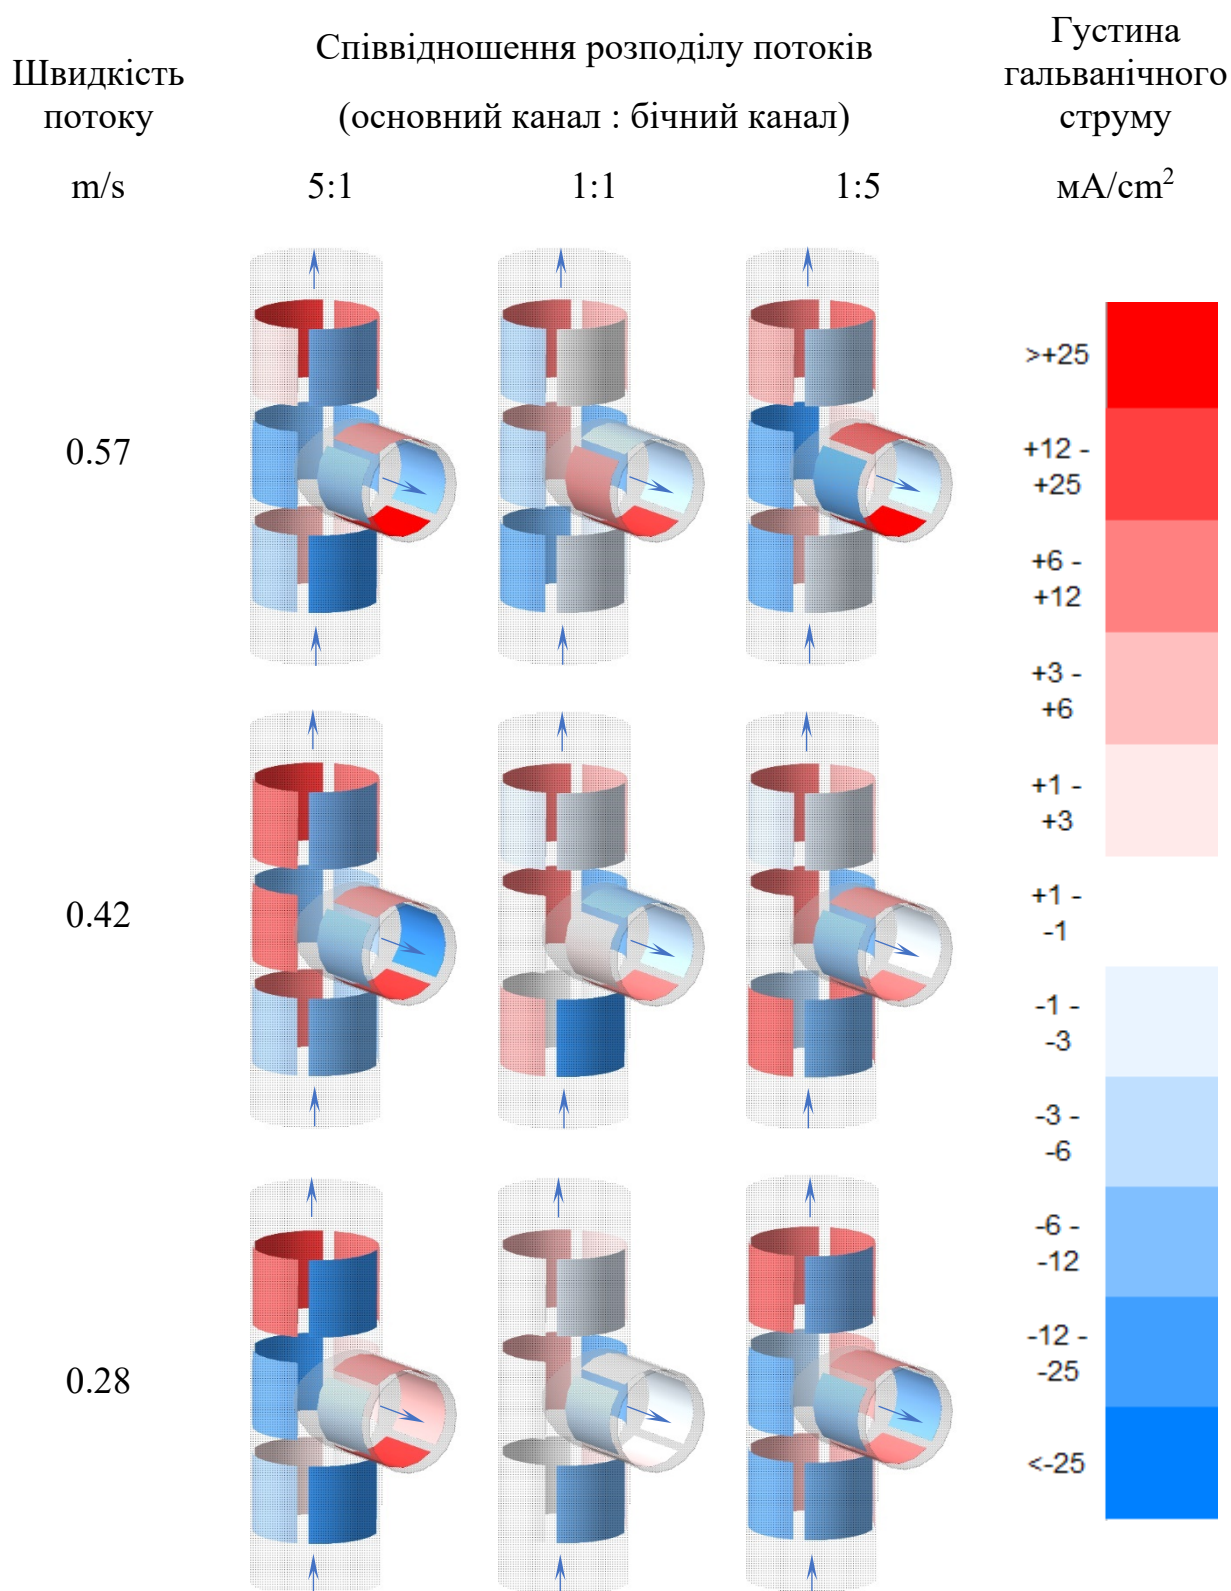 Швидкість
потоку
m/s
Співвідношення розподілу потоків
(основний канал : бічний канал)
5:1 1:1 1:5
Густина
гальванічного
струму
мА/cm²
0.57
0.42
0.28
>+25
+12 -
+25
+6 -
+12
+3 -
+6
+1 -
+3
+1 -
-1
-1 -
-3
-3 -
-6
-6 -
-12
-12 -
-25
<-25